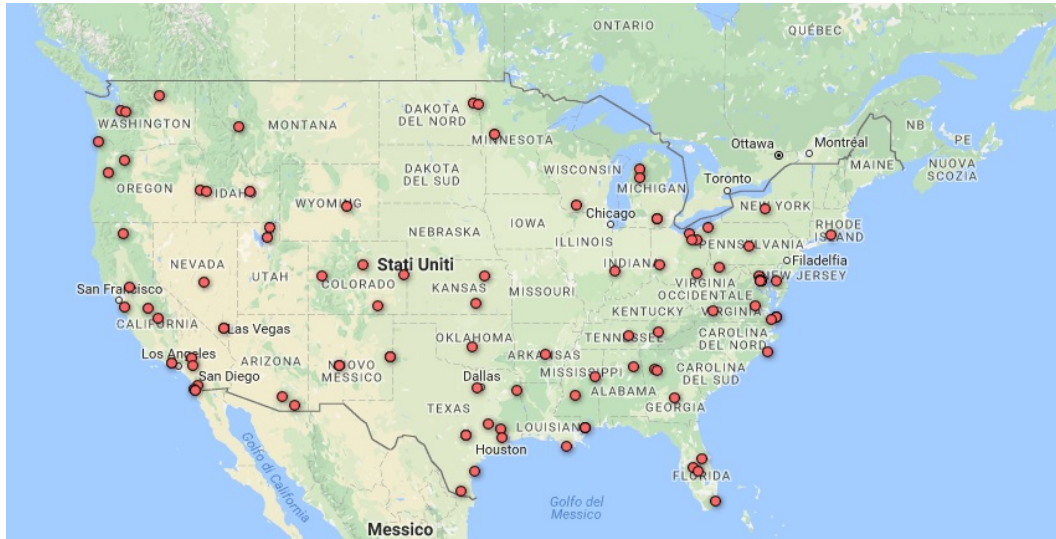 ONTARIO
QUÉBEC
NB
PE
NUOVA
SCOZIA
MAINE
Montréal
Ottawa
Toronto
WASHINGTON
MONTANA
DAKOTA
DEL NORD
MINNESOTA
DAKOTA
DEL SUD
WISCONSIN
MICHIGAN
OREGON
IDAHO
WYOMING
NEW YORK
RHODE
ISLAND
Chicago
IOWA
NEBRASKA
ILLINOIS
INDIANA
PENNSYLVANIA
Filadelfia
NEW JERSEY
Stati Uniti
NEVADA
UTAH
COLORADO
KANSAS
MISSOURI
VIRGINIA
OCCIDENTALE
VIRGINIA
KENTUCKY
San Francisco
CALIFORNIA
Las Vegas
OKLAHOMA
TENNESSEE
CAROLINA
DEL NORD
Los Angeles
ARIZONA
NUOVO
MESSICO
ARKANSAS
MISSISSIPPI
CAROLINA
DEL SUD
San Diego
Dallas
ALABAMA
GEORGIA
TEXAS
LOUISIANA
Houston
FLORIDA
Golfo di California
Golfo del
Messico
Messico